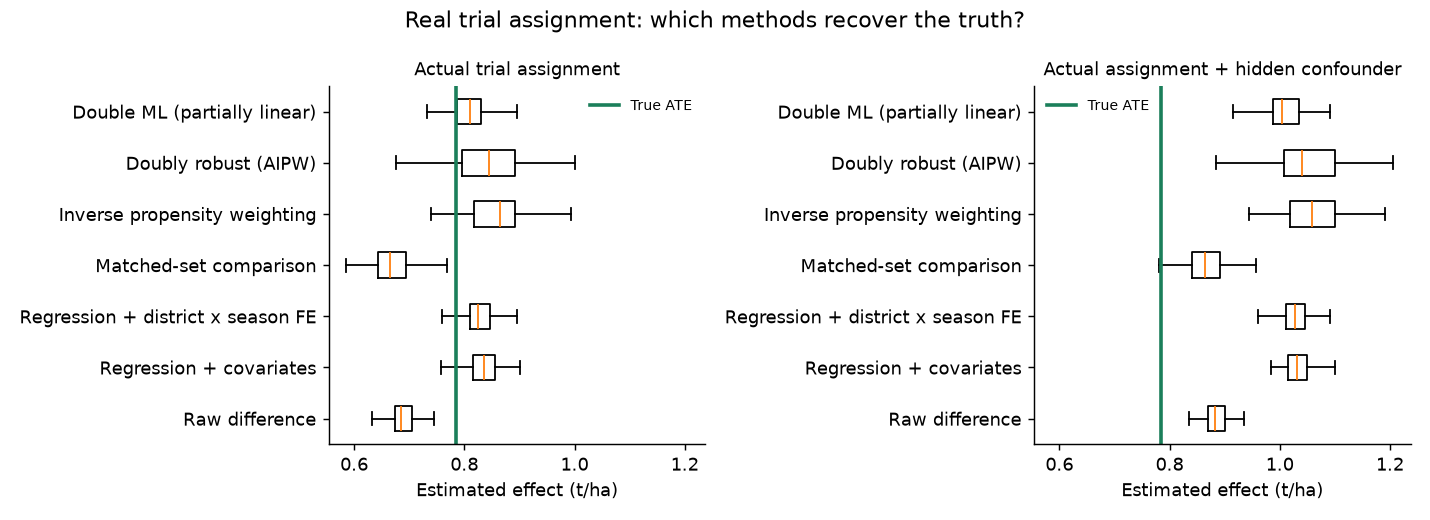 Real trial assignment: which methods recover the truth?
Actual trial assignment
Double ML (partially linear)
Doubly robust (AIPW)
Inverse propensity weighting
Matched-set comparison
Regression + district x season FE
Regression + covariates
Raw difference
True ATE
0.6 0.8 1.0 1.2
Estimated effect (t/ha)
Actual assignment + hidden confounder
Double ML (partially linear)
Doubly robust (AIPW)
Inverse propensity weighting
Matched-set comparison
Regression + district x season FE
Regression + covariates
Raw difference
True ATE
0.6 0.8 1.0 1.2
Estimated effect (t/ha)